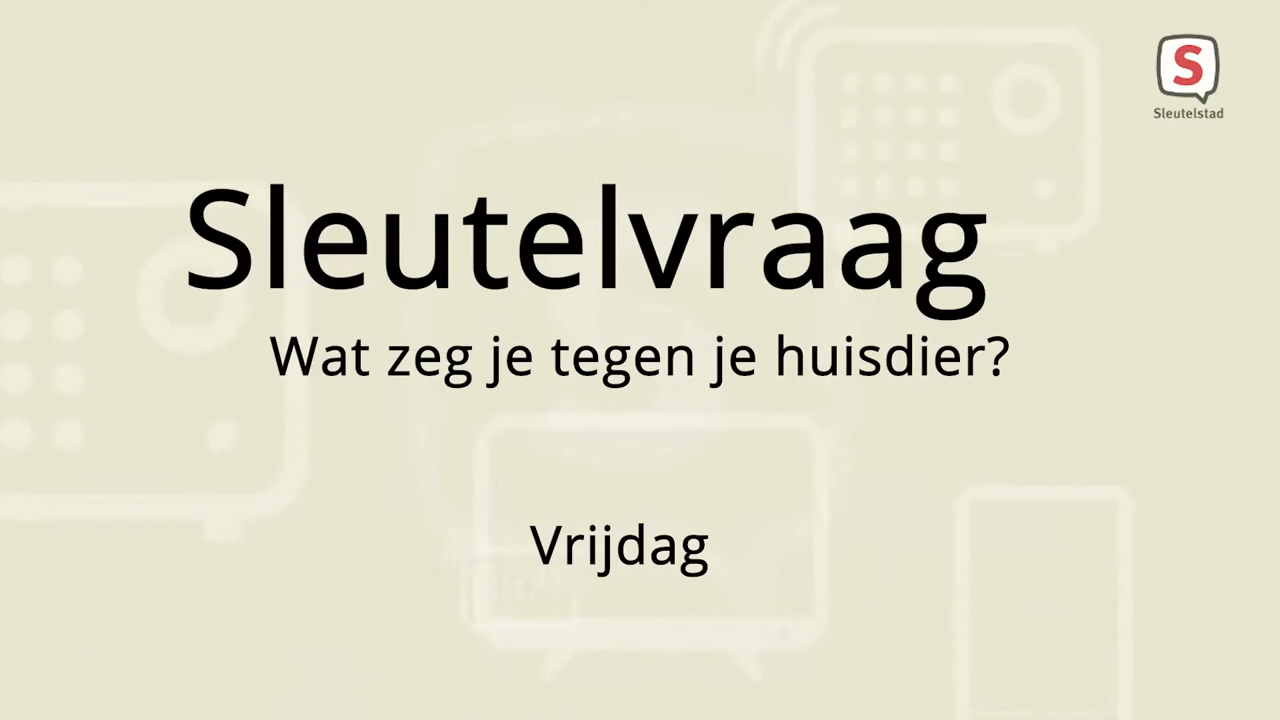 S
Sleutelstad
Sleutelvraag
Wat zeg je tegen je huisdier?
Vrijdag